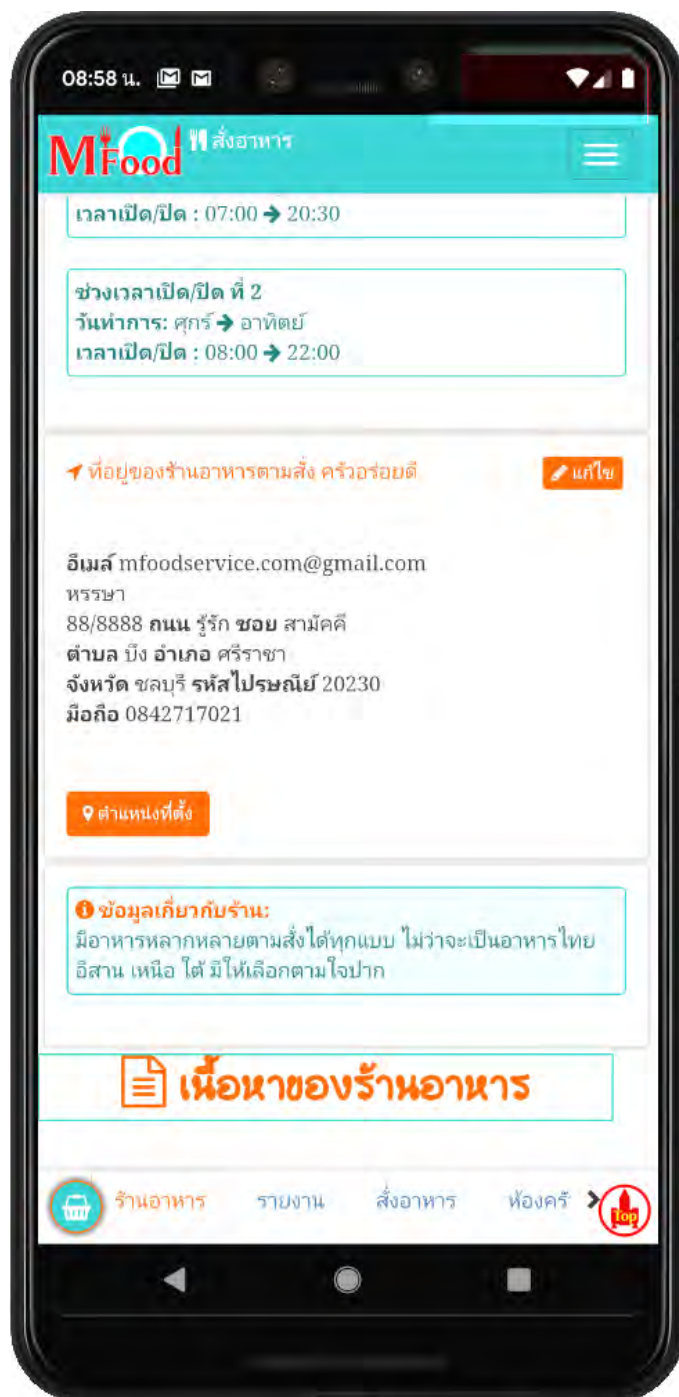 08:58 น.
MFood สั่งอาหาร
เวลาเปิด/ปิด : 07:00 → 20:30
ช่วงเวลาเปิด/ปิด ที่ 2
วันทำการ: ศุกร์ → อาทิตย์
เวลาเปิด/ปิด : 08:00 → 22:00
ที่อยู่ของร้านอาหารตามสั่ง ครัวอร่อยดี แก้ไข
อีเมล์ mfoodservice.com@gmail.com
หรรษา
88/8888 ถนน รู้รัก ซอย สามัคคี
ตำบล บึง อำเภอ ศรีราชา
จังหวัด ชลบุรี รหัสไปรษณีย์ 20230
มือถือ 0842717021
ตำแหน่งที่ตั้ง
ข้อมูลเกี่ยวกับร้าน:
มีอาหารหลากหลายตามสั่งได้ทุกแบบ ไม่ว่าจะเป็นอาหารไทย
อีสาน เหนือ ใต้ มีให้เลือกตามใจปาก
เนื้อหาของร้านอาหาร
ร้านอาหาร รายงาน สั่งอาหาร ห้องครั Top